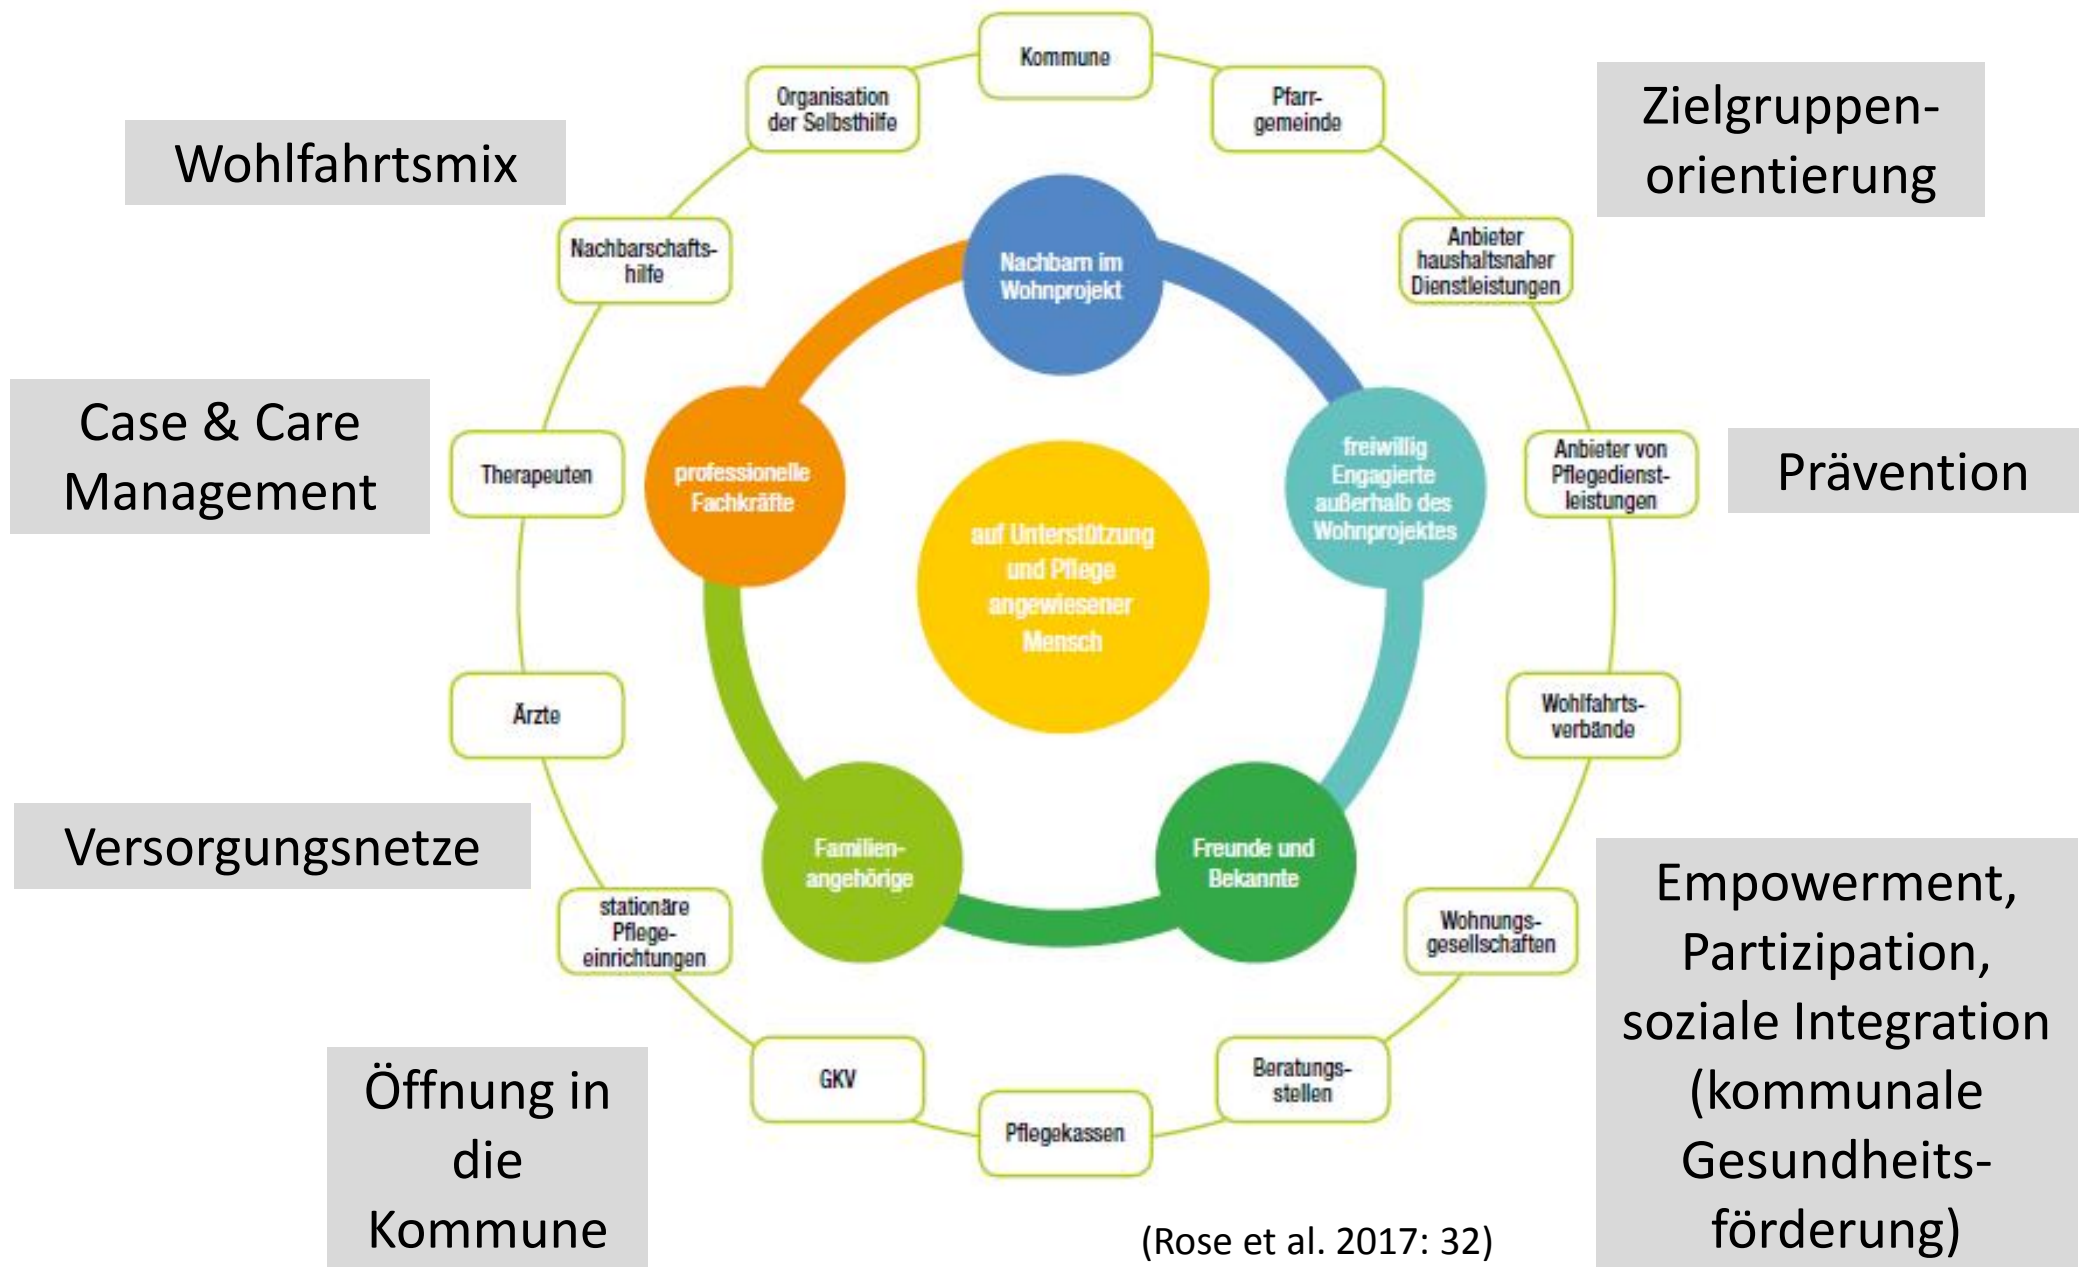 Kommune
Organisation
der Selbsthilfe
Pfarr-
gemeinde
Zielgruppen-
orientierung
Wohlfahrtsmix
Nachbarschafts-
hilfe
Nachbarn im
Wohnprojekt
Anbieter
haushaltsnaher
Dienstleistungen
Case & Care
Management
Therapeuten
professionelle
Fachkräfte
freiwillig
Engagierte
außerhalb des
Wohnprojektes
Anbieter von
Pflegedienst-
leistungen
Prävention
auf Unterstützung
und Pflege
angewiesener
Mensch
Ärzte
Wohlfahrts-
verbände
Versorgungsnetze
Familien-
angehörige
Freunde und
Bekannte
stationäre
Pflege-
einrichtungen
Wohnungs-
gesellschaften
Empowerment,
Partizipation,
soziale Integration
(kommunale
Gesundheits-
förderung)
Öffnung in
die
Kommune
GKV
Pflegekassen
Beratungs-
stellen
(Rose et al. 2017: 32)